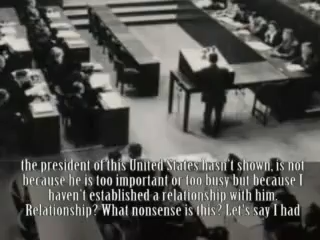 the president of this United States hasn't shown, is not
because he is too important or too busy but because I
haven't established a relationship with him.
Relationship? What nonsense is this? Let's say I had